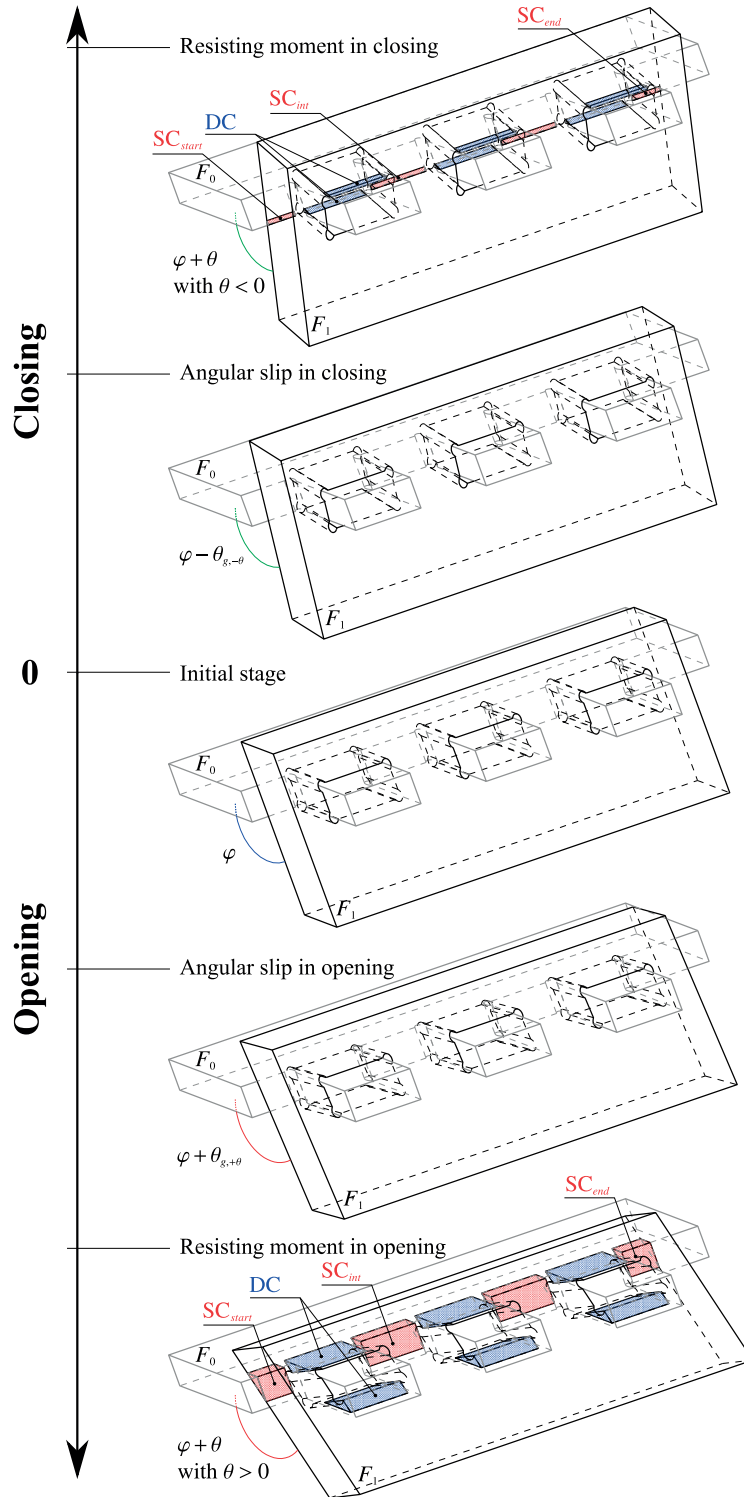 Resisting moment in closing
SC_end
SC_int
DC
SC_start
F_0
φ + θ
with θ < 0
F_1
Closing
Angular slip in closing
F_0
φ − θ_{g,−θ}
F_1
0
Initial stage
F_0
φ
F_1
Opening
Angular slip in opening
F_0
φ + θ_{g,+θ}
F_1
SC_end
Resisting moment in opening
SC_int
DC
SC_start
F_0
φ + θ
with θ > 0
F_1